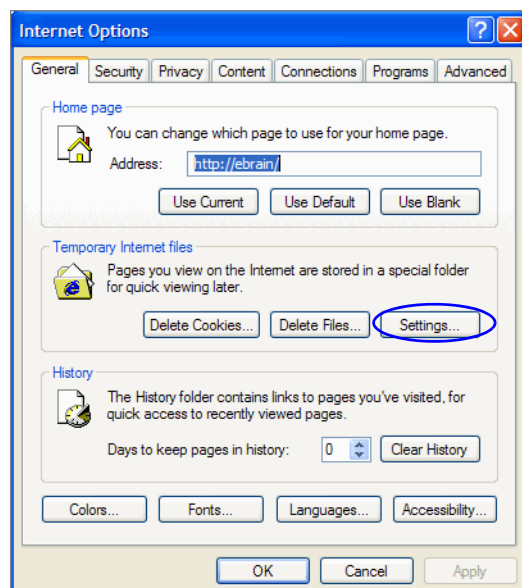 Internet Options
General Security Privacy Content Connections Programs Advanced
Home page
You can change which page to use for your home page.
Address: http://ebrain/
Use Current Use Default Use Blank
Temporary Internet files
Pages you view on the Internet are stored in a special folder
for quick viewing later.
Delete Cookies... Delete Files... Settings...
History
The History folder contains links to pages you've visited, for
quick access to recently viewed pages.
Days to keep pages in history: 0 Clear History
Colors... Fonts... Languages... Accessibility...
OK Cancel Apply